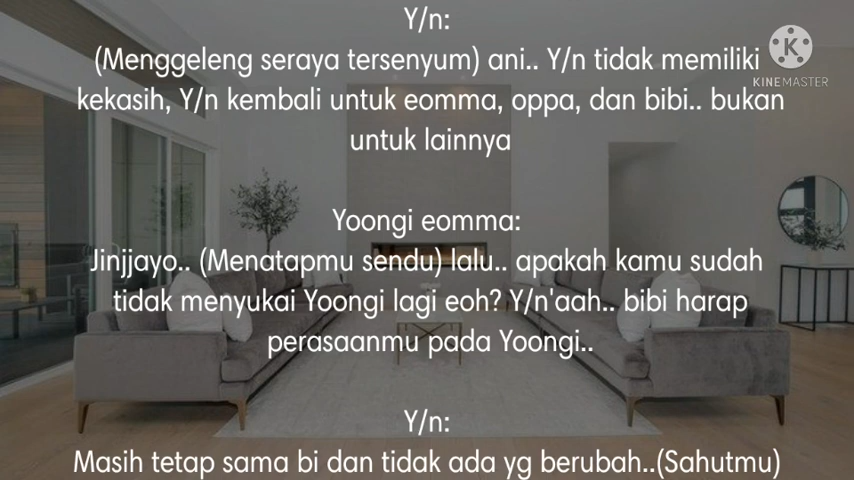 Y/n:
(Menggeleng seraya tersenyum) ani.. Y/n tidak memiliki
kekasih, Y/n kembali untuk eomma, oppa, dan bibi.. bukan
untuk lainnya
Yoongi eomma:
Jinjjayo.. (Menatapmu sendu) lalu.. apakah kamu sudah
tidak menyukai Yoongi lagi eoh? Y/n'aah.. bibi harap
perasaanmu pada Yoongi..
Y/n:
Masih tetap sama bi dan tidak ada yg berubah..(Sahutmu)
K
KINEMASTER